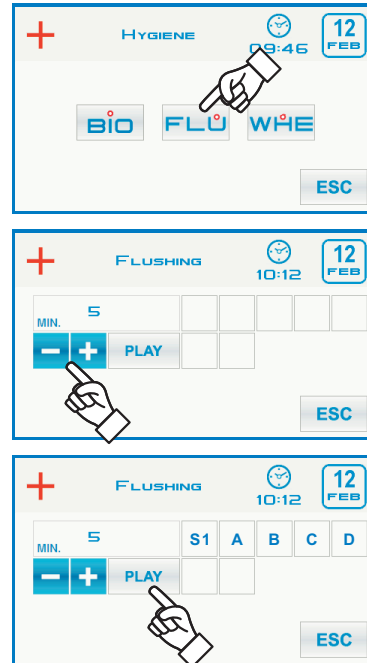 HYGIENE
09:46
12
FEB
BIO FLU WHE
ESC
FLUSHING
10:12
12
FEB
5
MIN.
- + PLAY
ESC
FLUSHING
10:12
12
FEB
5
MIN.
S1 A B C D
- + PLAY
ESC